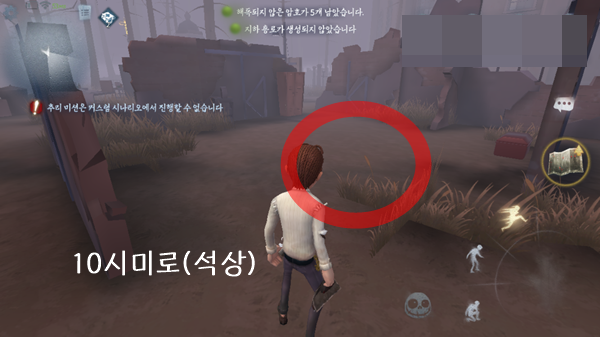 해독되지 않은 암호가 5개 남았습니다.
지하 통로가 생성되지 않았습니다
추리 미션은 커스텀 시나리오에서 진행할 수 없습니다
10시미로(석상)